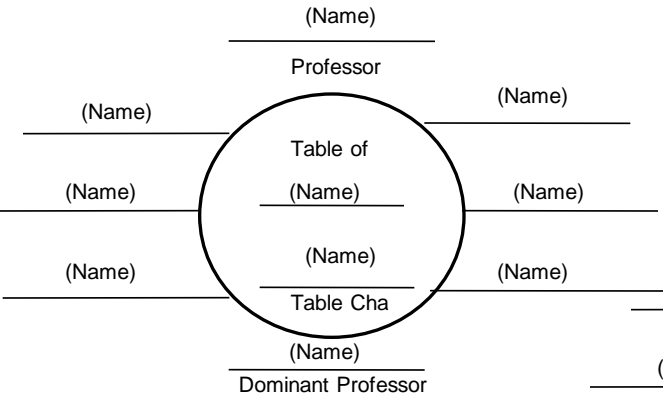 (Name)
Professor
(Name)
(Name)
Table of
(Name)
(Name)
(Name)
(Name)
(Name)
(Name)
Table Cha
(Name)
Dominant Professor
(